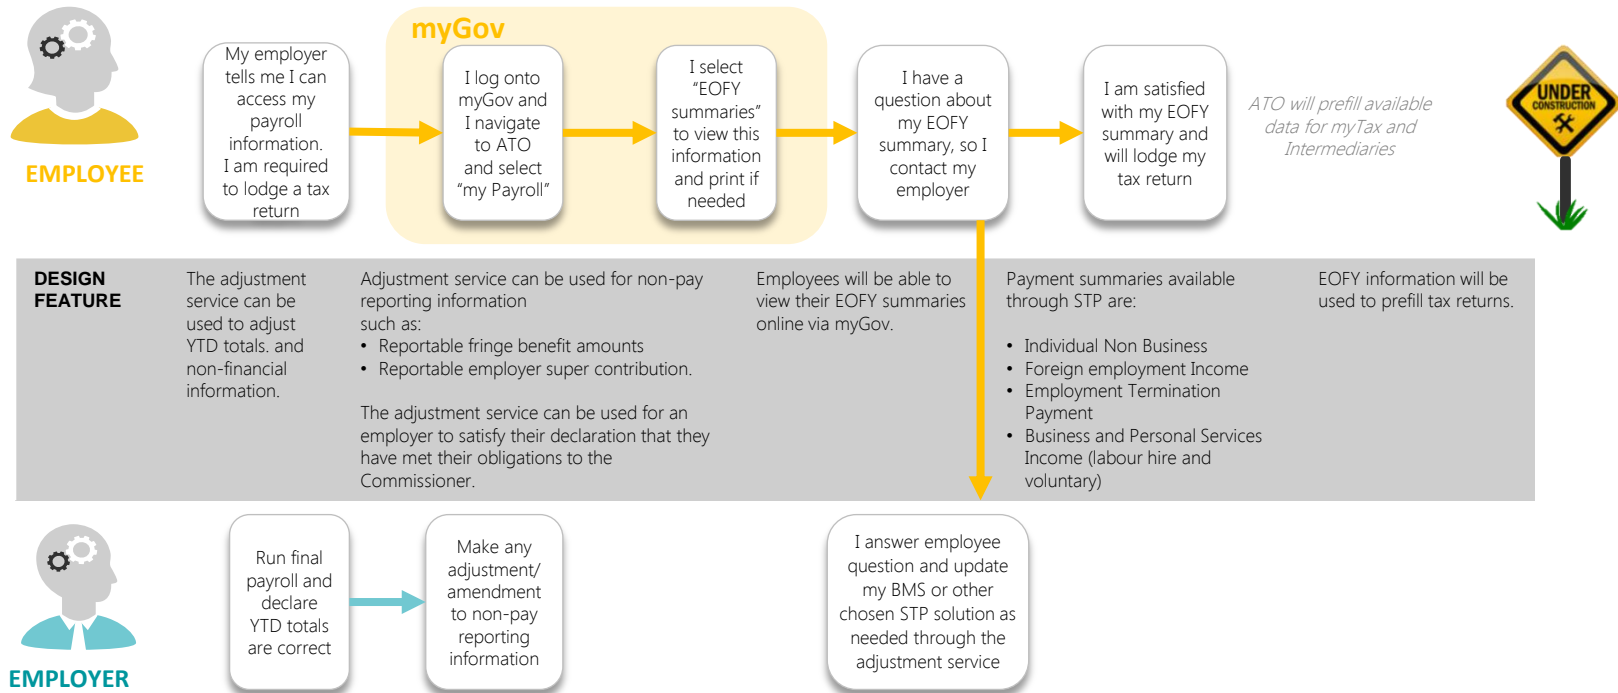 myGov
My employer
tells me I can
access my
payroll
information.
I am required
to lodge a tax
return
I log onto
myGov and
I navigate
to ATO
and select
“my Payroll”
I select
“EOFY
summaries”
to view this
information
and print if
needed
I have a
question about
my EOFY
summary, so I
contact my
employer
I am satisfied
with my EOFY
summary and
will lodge my
tax return
ATO will prefill available
data for myTax and
Intermediaries
UNDER
CONSTRUCTION
EMPLOYEE
DESIGN
FEATURE
The adjustment
service can be
used to adjust
YTD totals. and
non-financial
information.
Adjustment service can be used for non-pay
reporting information
such as:
• Reportable fringe benefit amounts
• Reportable employer super contribution.
The adjustment service can be used for an
employer to satisfy their declaration that they
have met their obligations to the
Commissioner.
Employees will be able to
view their EOFY summaries
online via myGov.
Payment summaries available
through STP are:
• Individual Non Business
• Foreign employment Income
• Employment Termination
Payment
• Business and Personal Services
Income (labour hire and
voluntary)
EOFY information will be
used to prefill tax returns.
Run final
payroll and
declare
YTD totals
are correct
Make any
adjustment/
amendment
to non-pay
reporting
information
I answer employee
question and update
my BMS or other
chosen STP solution as
needed through the
adjustment service
EMPLOYER